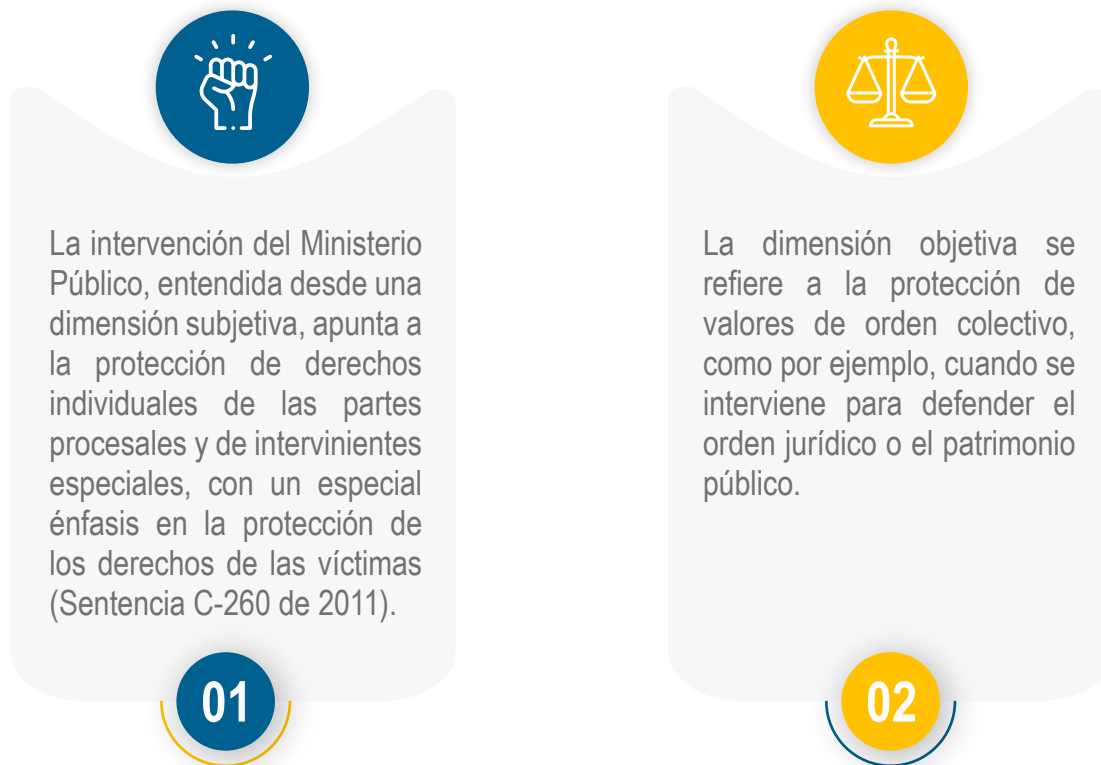 La intervención del Ministerio
Público, entendida desde una
dimensión subjetiva, apunta a
la protección de derechos
individuales de las partes
procesales y de intervinientes
especiales, con un especial
énfasis en la protección de
los derechos de las víctimas
(Sentencia C-260 de 2011).
01
La dimensión objetiva se
refiere a la protección de
valores de orden colectivo,
como por ejemplo, cuando se
interviene para defender el
orden jurídico o el patrimonio
público.
02